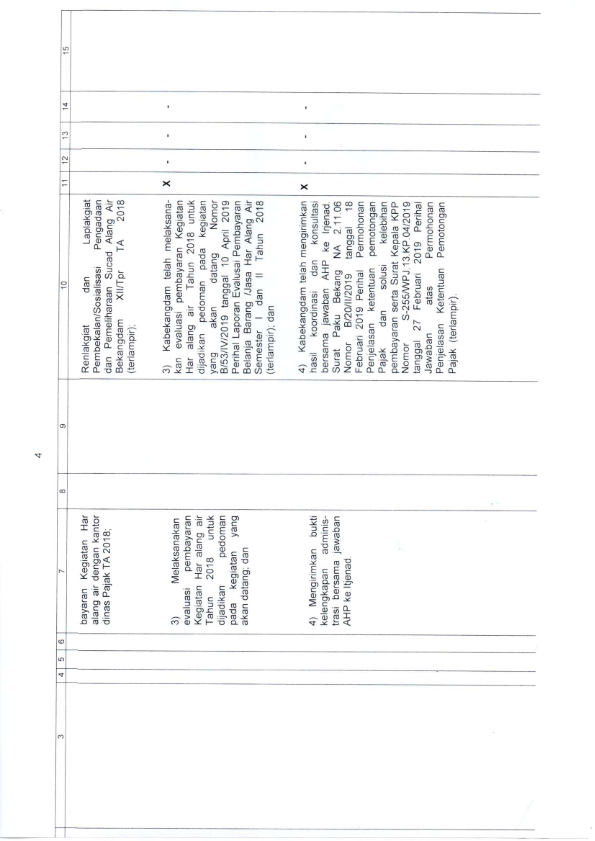 4
3
4
5
6
7
8
9
10
11
12
13
14
15
bayaran Kegiatan Har
alang air dengan kantor
dinas Pajak TA 2018;
3) Melaksanakan
evaluasi pembayaran
Kegiatan Har alang air
Tahun 2018 untuk
dijadikan pedoman
pada kegiatan yang
akan datang; dan
4) Mengirimkan bukti
kelengkapan adminis-
trasi bersama jawaban
AHP ke Itjenad.
Renlakgiat dan Laplakgiat
Pembekalan/Sosialisasi Pengadaan
dan Pemeliharaan Sucad Alang Air
Bekangdam XII/Tpr TA 2018
(terlampir);
3) Kabekangdam telah melaksana-
kan evaluasi pembayaran Kegiatan
Har alang air Tahun 2018 untuk
dijadikan pedoman pada kegiatan
yang akan datang Nomor
B/53/IV/2019 tanggal 10 April 2019
Perihal Laporan Evalusai Pembayaran
Belanja Barang /Jasa Har Alang Air
Semester I dan II Tahun 2018
(terlampir); dan
4) Kabekangdam telah mengirimkan
hasil koordinasi dan konsultasi
bersama jawaban AHP ke Irjenad.
Surat Paku Bekang NA 2.11.06
Nomor B/20/II/2019 tanggal 18
Februari 2019 Perihal Permohonan
Penjelasan ketentuan pemotongan
Pajak dan solusi kelebihan
pembayaran serta Surat Kepala KPP
Nomor S-255/WPJ.13.KP.04/2019
tanggal 27 Februari 2019 Perihal
Jawaban atas Permohonan
Penjelasan Ketentuan Pemotongan
Pajak (terlampir).
X - - -
X - - -